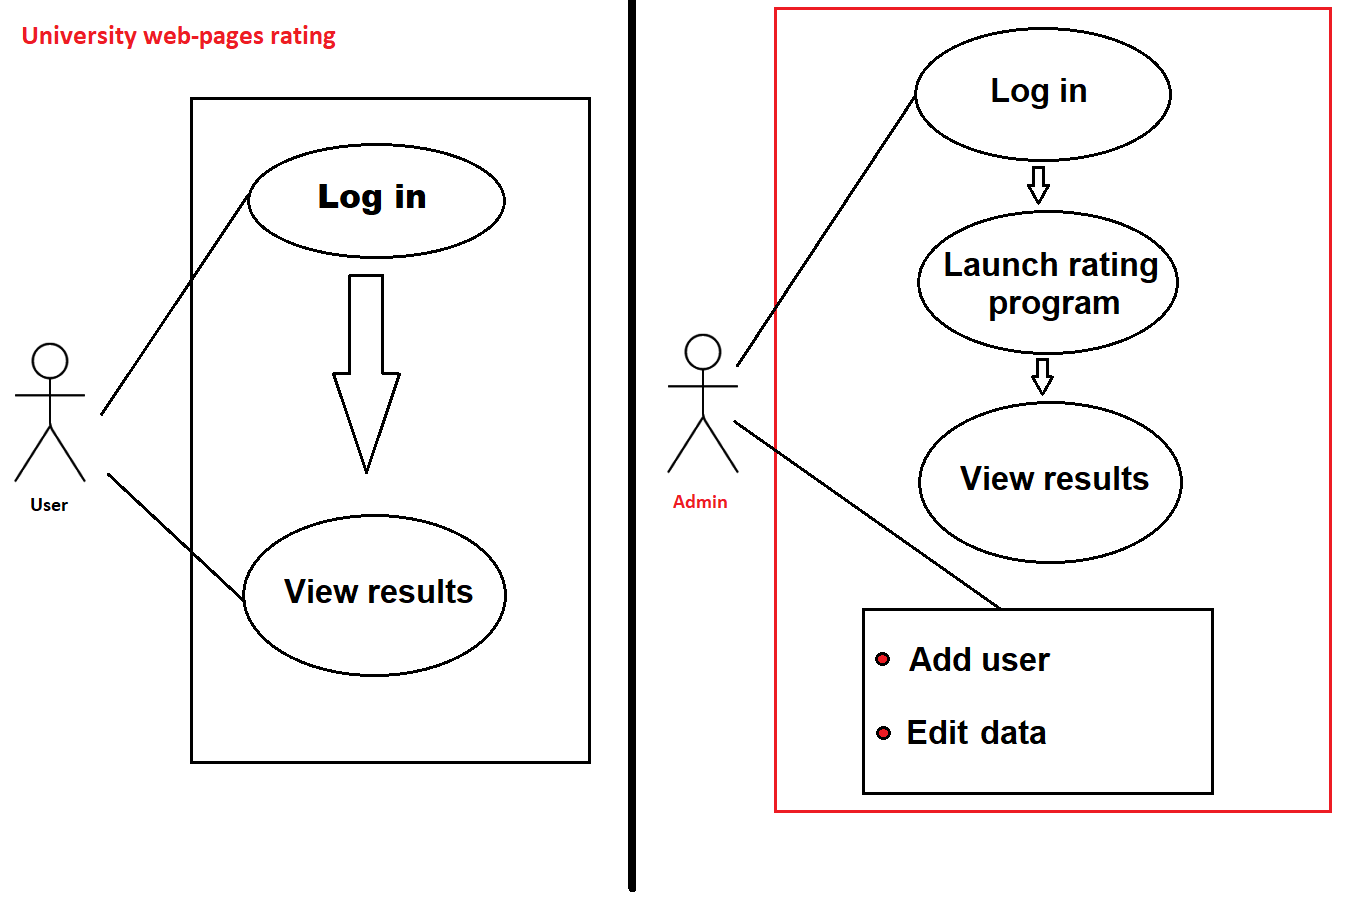 University web-pages rating
Log in
View results
User
Log in
Launch rating
program
View results
Admin
Add user
Edit data